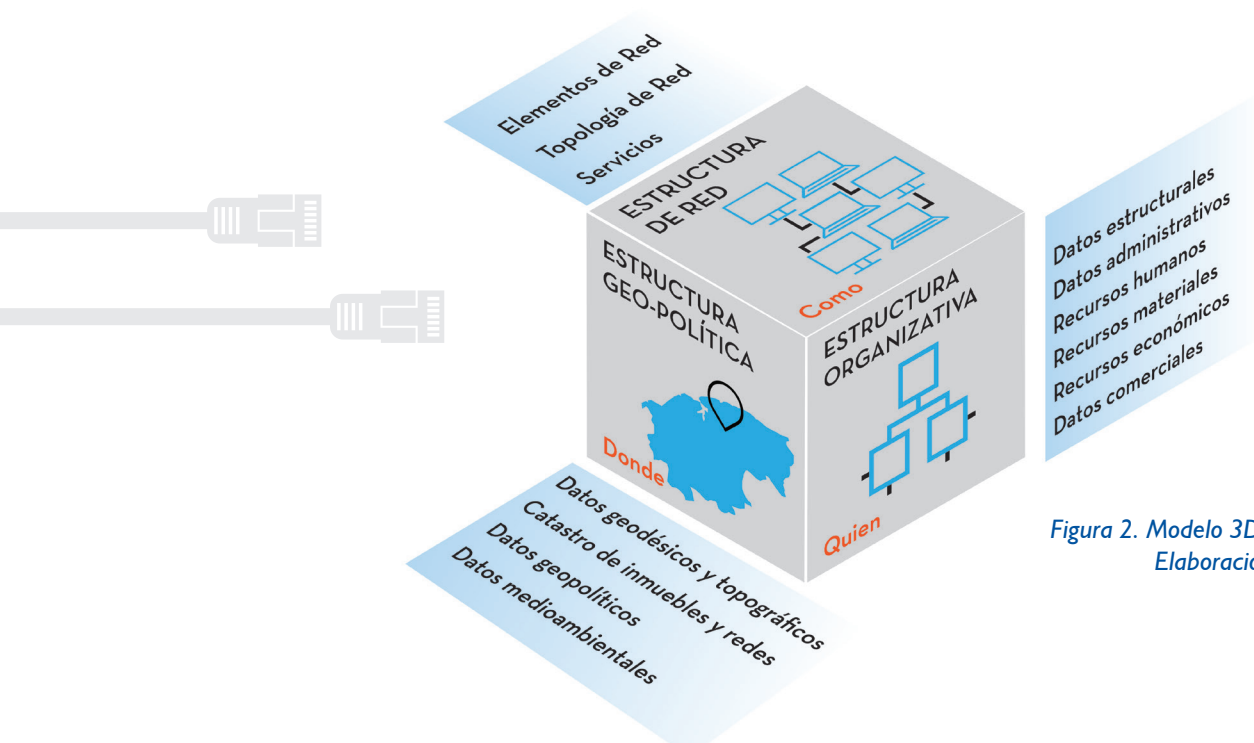 Elementos de Red
Topología de Red
Servicios
ESTRUCTURA
DE RED
Como
ESTRUCTURA
GEO-POLÍTICA
Donde
ESTRUCTURA
ORGANIZATIVA
Quien
Datos estructurales
Datos administrativos
Recursos humanos
Recursos materiales
Recursos económicos
Datos comerciales
Datos geodésicos y topográficos
Catastro de inmuebles y redes
Datos geopolíticos
Datos medioambientales
Figura 2. Modelo 3D
Elaboració